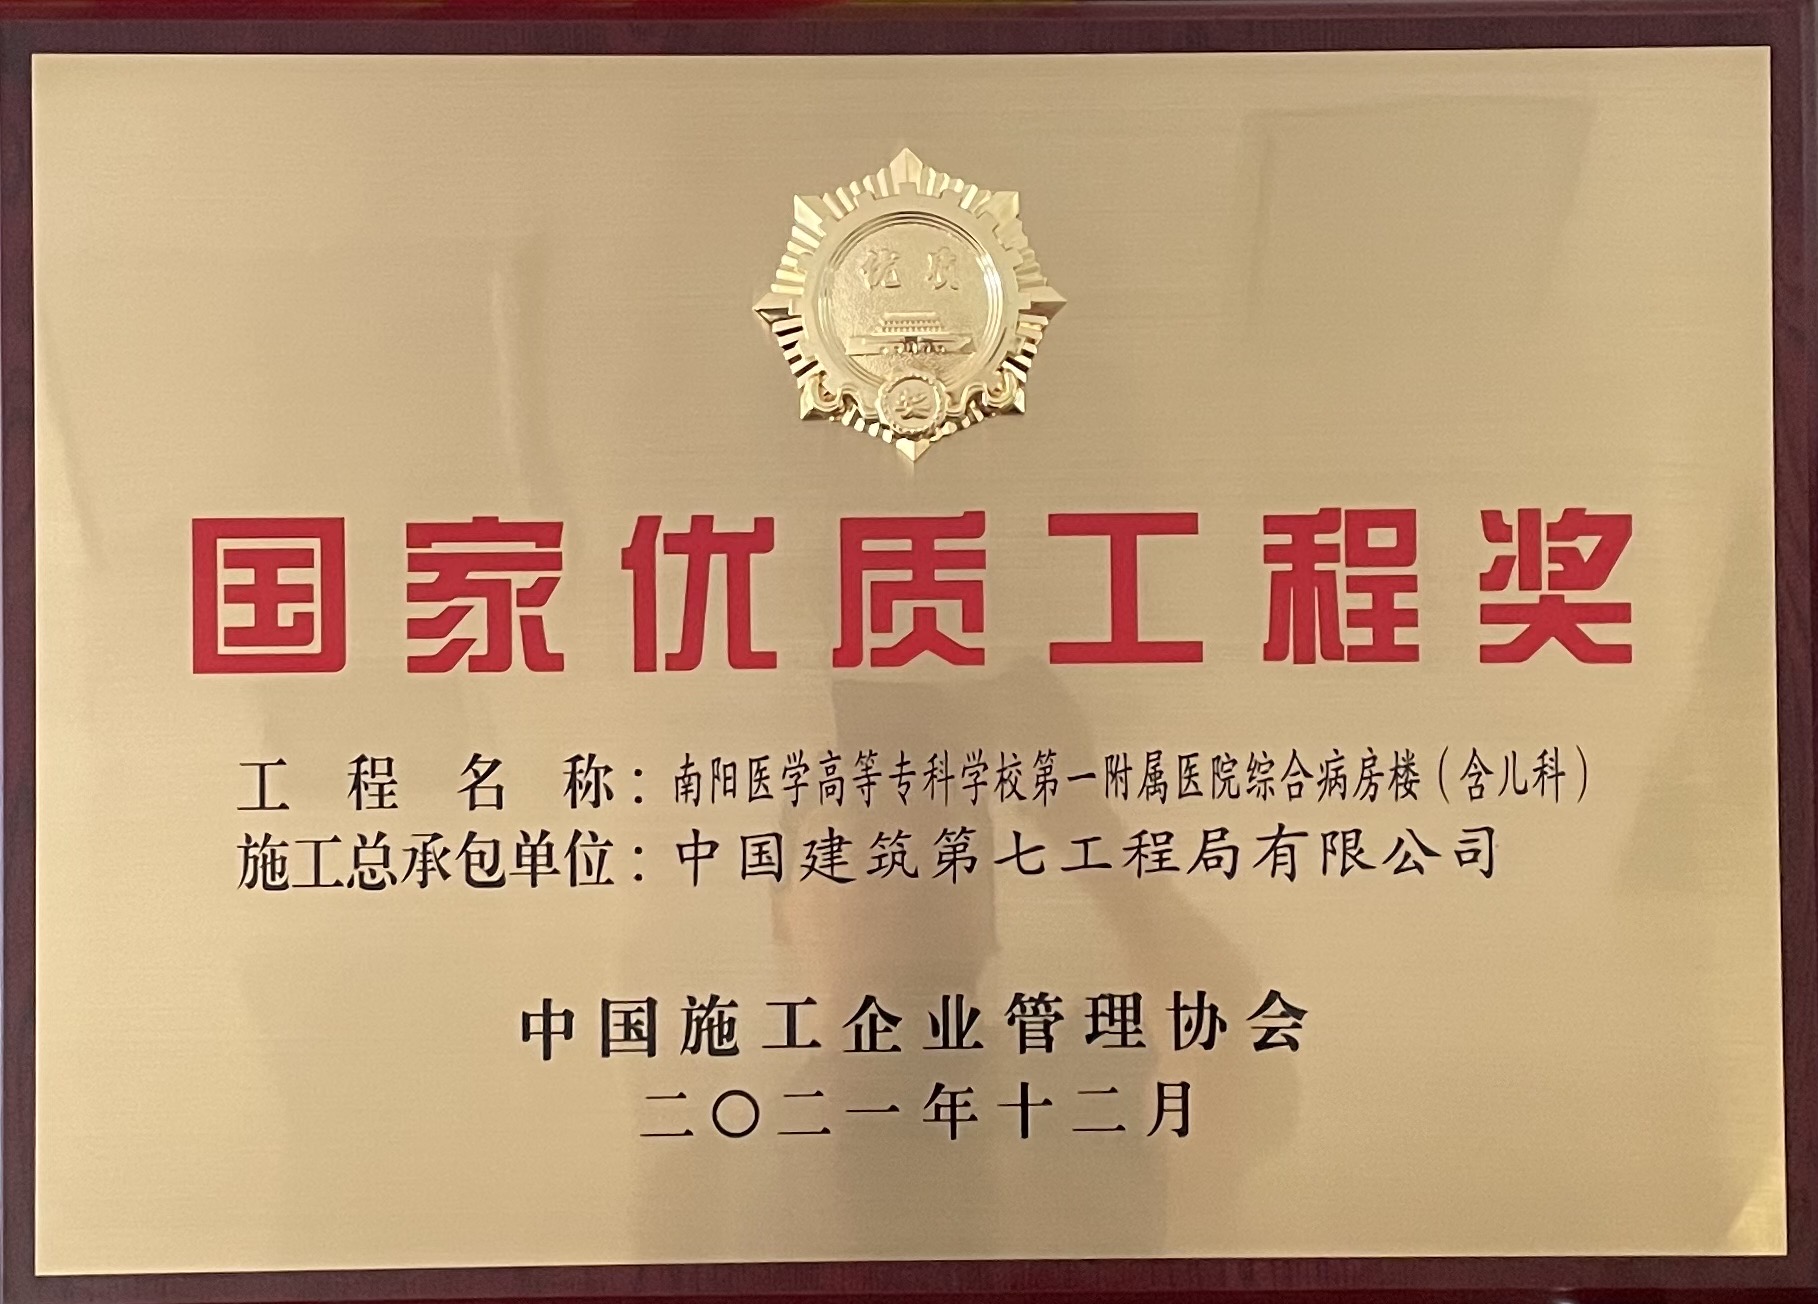 优质
奖
国家优质工程奖
工程名称：南阳医学高等专科学校第一附属医院综合病房楼（含儿科）
施工总承包单位：中国建筑第七工程局有限公司
中国施工企业管理协会
二〇二一年十二月